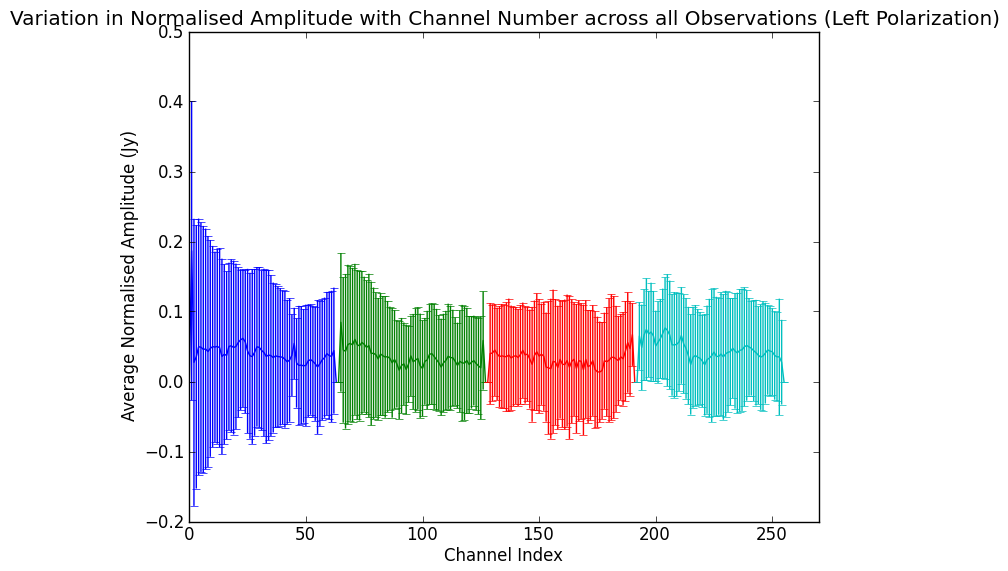 Variation in Normalised Amplitude with Channel Number across all Observations (Left Polarization)
0.5
0.4
0.3
0.2
0.1
0.0
−0.1
−0.2
Average Normalised Amplitude (Jy)
0 50 100 150 200 250
Channel Index